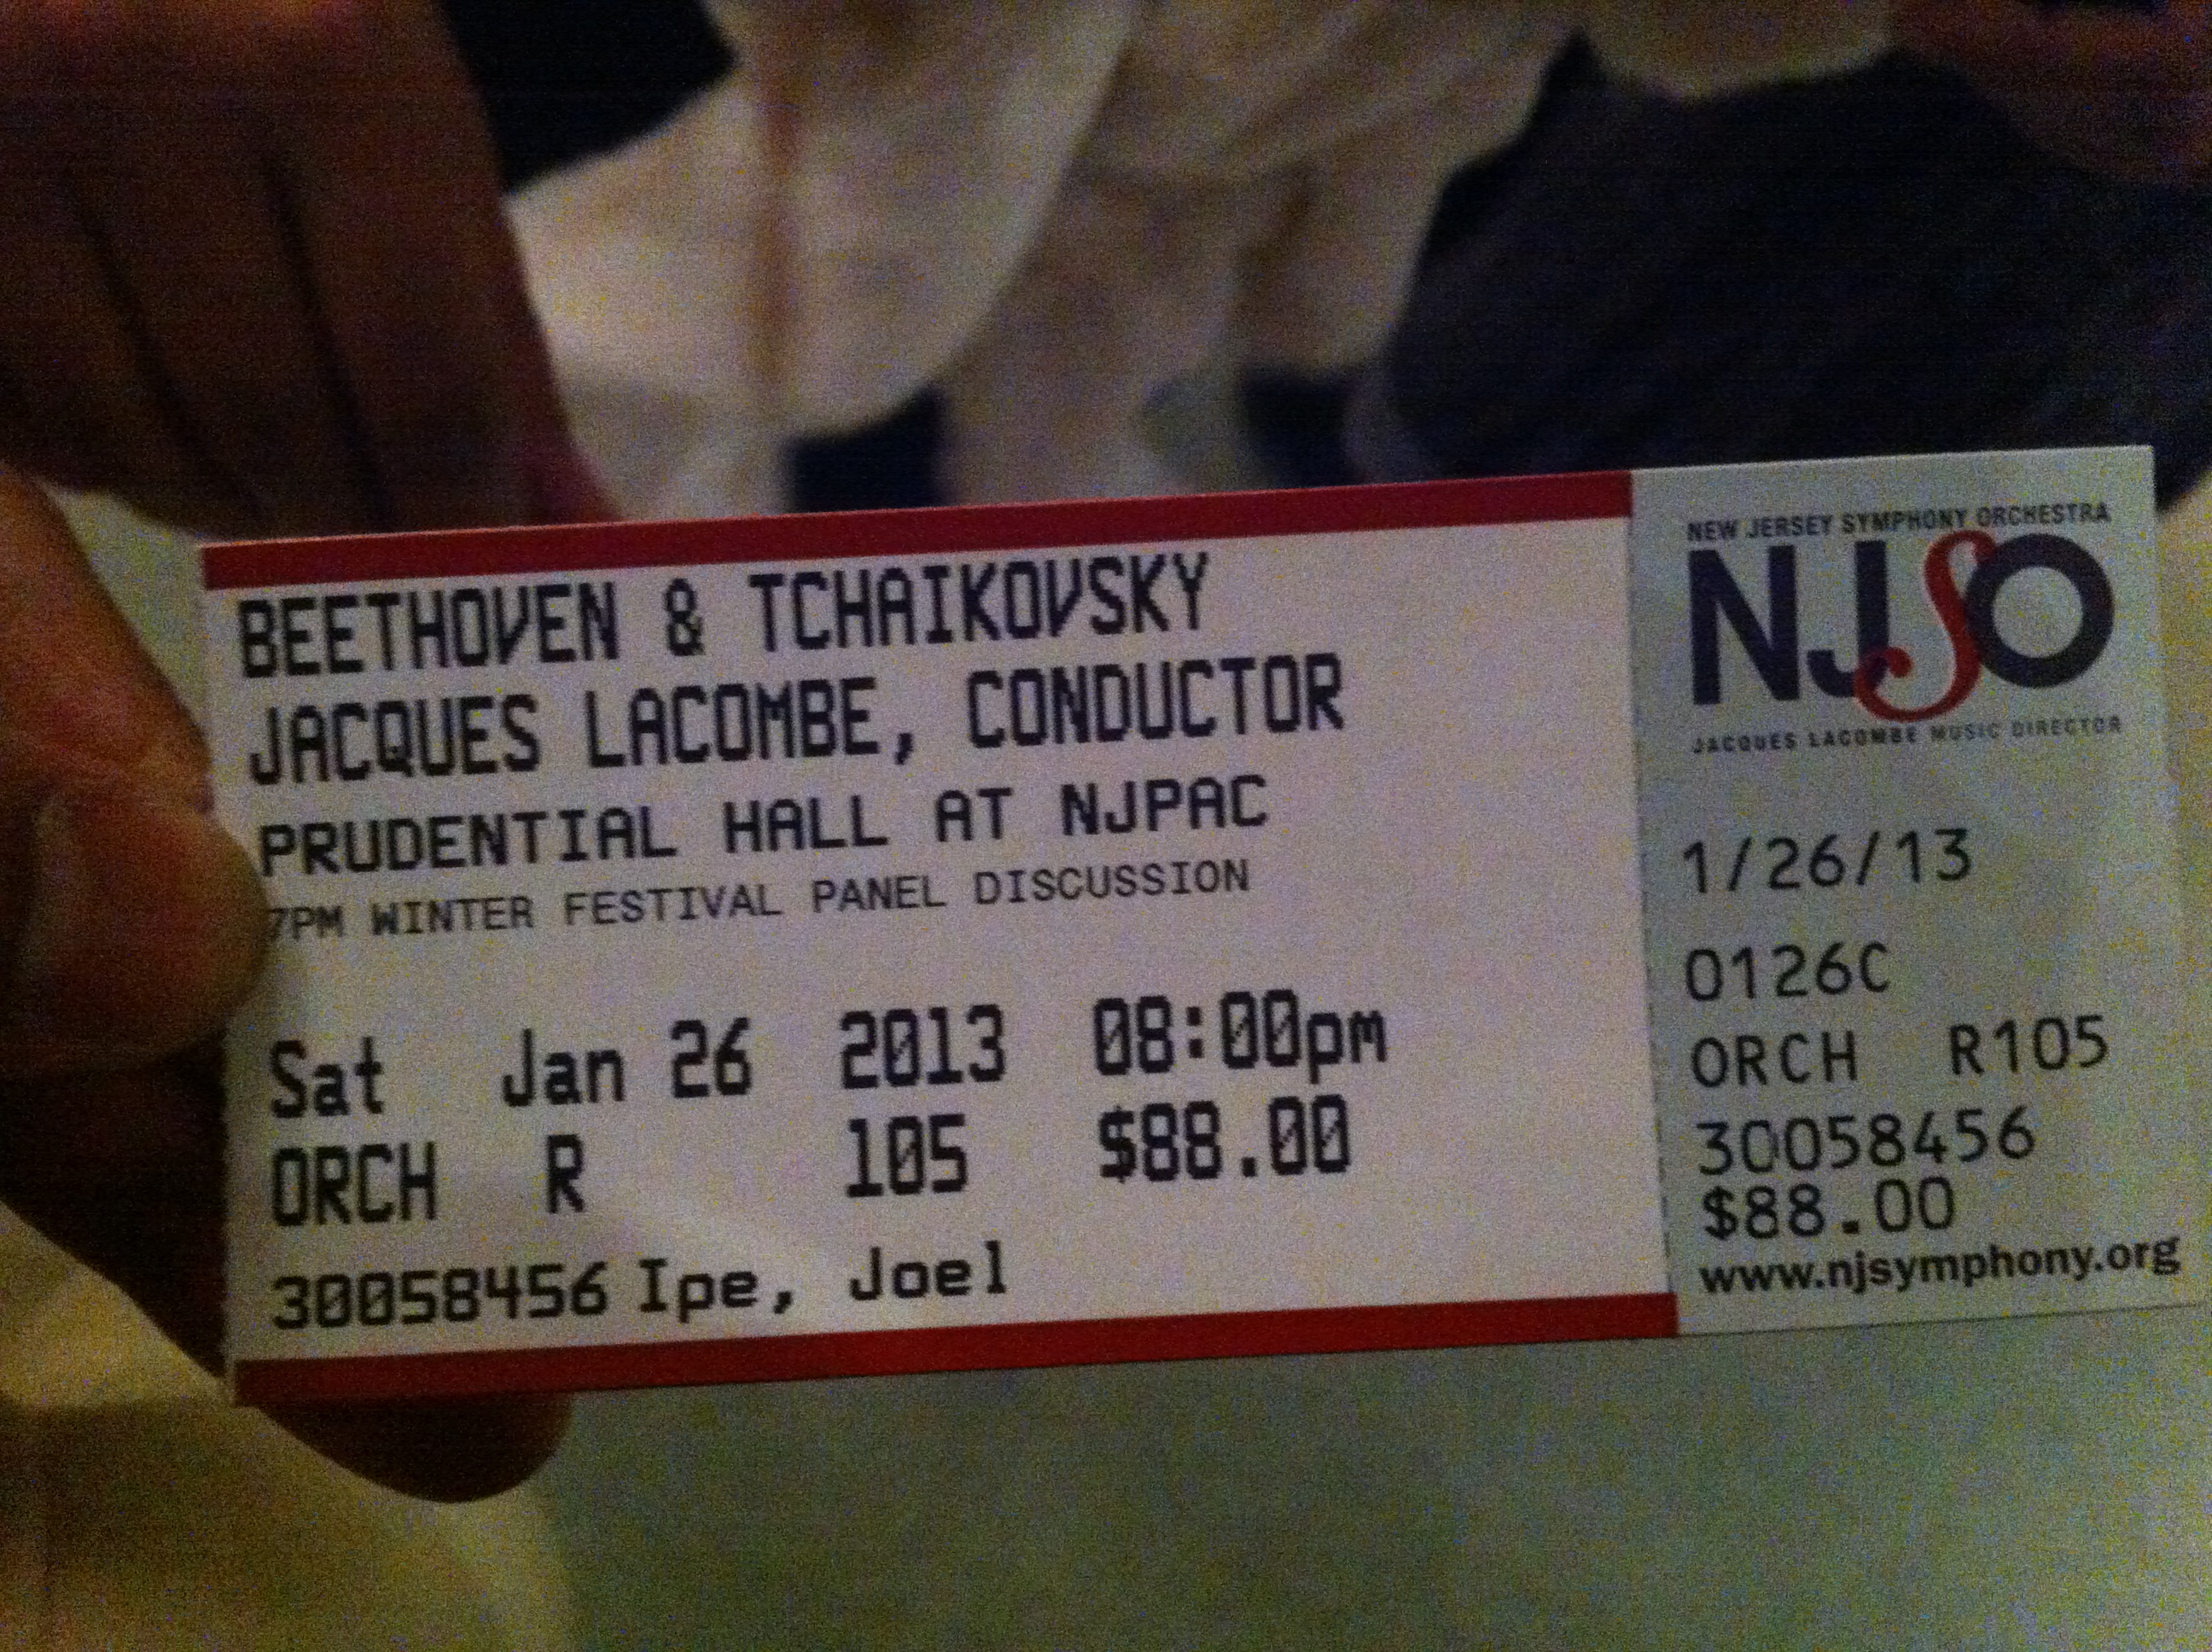 BEETHOVEN & TCHAIKOVSKY
JACQUES LACOMBE, CONDUCTOR
PRUDENTIAL HALL AT NJPAC
7PM WINTER FESTIVAL PANEL DISCUSSION
Sat Jan 26 2013 08:00pm
ORCH R 105 $88.00
30058456 Ipe, Joel
NEW JERSEY SYMPHONY ORCHESTRA
NJSO
JACQUES LACOMBE MUSIC DIRECTOR
1/26/13
0126C
ORCH R105
30058456
$88.00
www.njsymphony.org